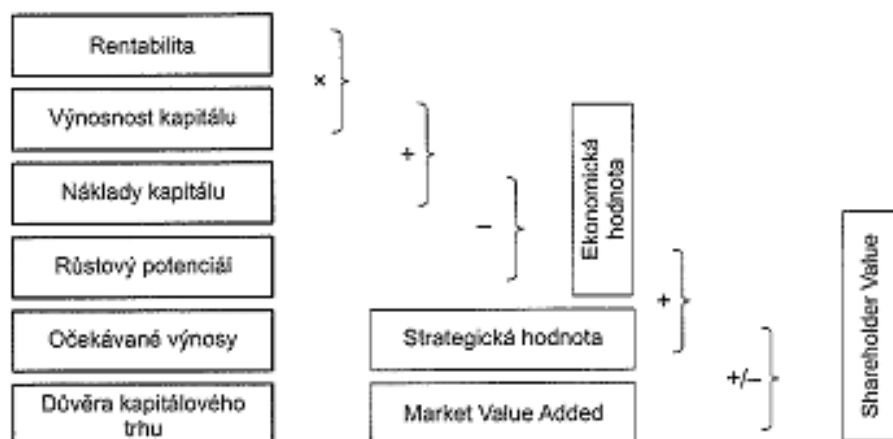 Rentabilita
×
Výnosnost kapitálu
+
Náklady kapitálu
–
Růstový potenciál
Ekonomická
hodnota
+
Očekávané výnosy
Strategická hodnota
+/–
Důvěra kapitálového
trhu
Market Value Added
Shareholder Value